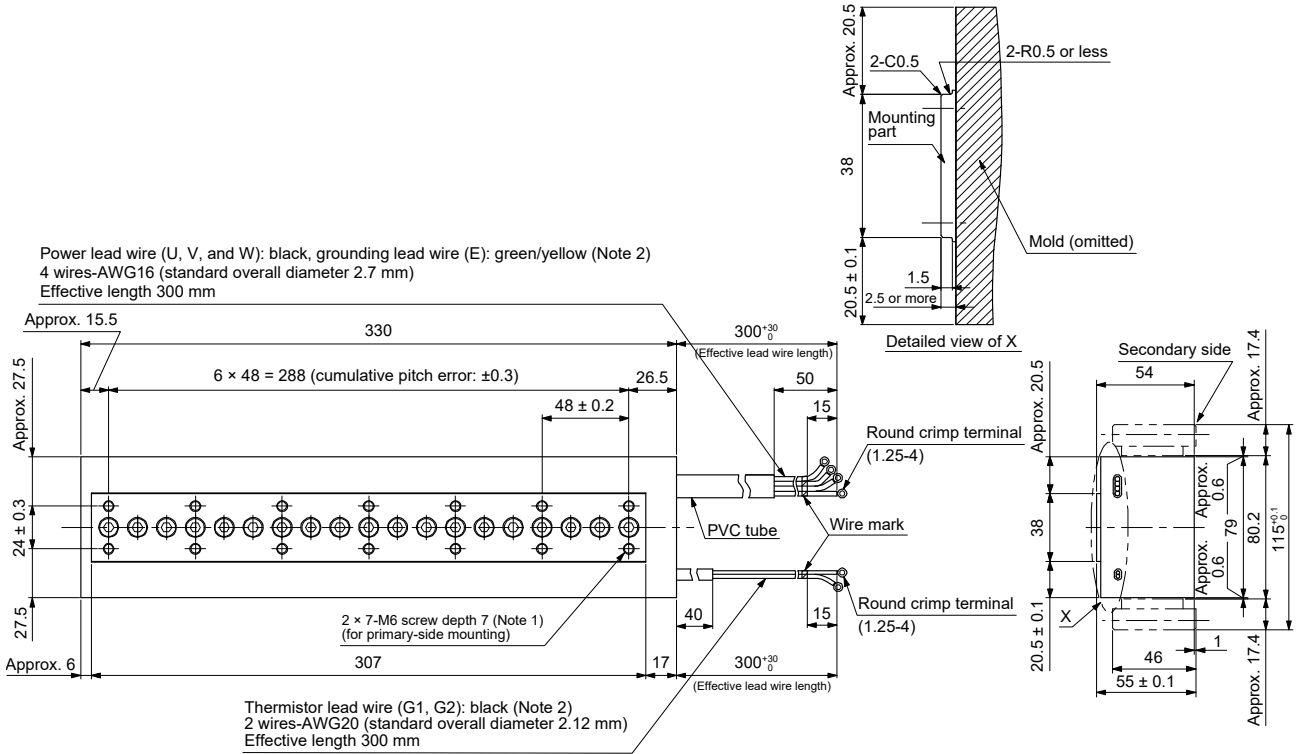 Approx. 20.5
2-C0.5
2-R0.5 or less
Mounting
part
38
Mold (omitted)
20.5 ± 0.1
1.5
2.5 or more
Detailed view of X
Power lead wire (U, V, and W): black, grounding lead wire (E): green/yellow (Note 2)
4 wires-AWG16 (standard overall diameter 2.7 mm)
Effective length 300 mm
Approx. 15.5
330
300+30 0
(Effective lead wire length)
6 × 48 = 288 (cumulative pitch error: ±0.3)
26.5
50
48 ± 0.2
15
Approx. 27.5
24 ± 0.3
27.5
Round crimp terminal
(1.25-4)
PVC tube
Wire mark
2 × 7-M6 screw depth 7 (Note 1)
(for primary-side mounting)
40
15
Round crimp terminal
(1.25-4)
Approx. 6
307
17
300+30 0
(Effective lead wire length)
Thermistor lead wire (G1, G2): black (Note 2)
2 wires-AWG20 (standard overall diameter 2.12 mm)
Effective length 300 mm
Secondary side
54
Approx. 17.4
Approx. 20.5
38
20.5 ± 0.1
Approx.
0.6
Approx.
0.6
79
80.2
115+0.1 0
X
1
46
55 ± 0.1
Approx. 17.4